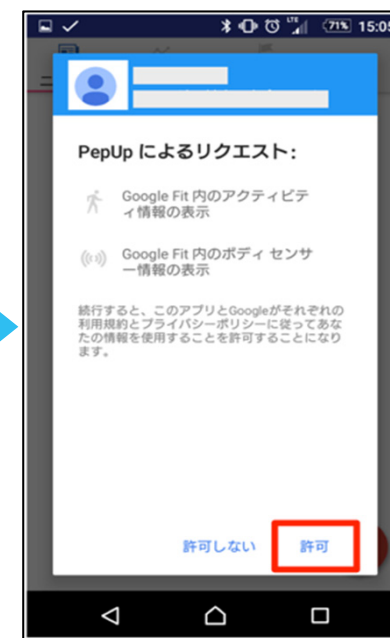 LTE 71% 15:05
PepUp によるリクエスト:
Google Fit 内のアクティビテ
ィ情報の表示
Google Fit 内のボディ センサ
ー情報の表示
続行すると、このアプリとGoogleがそれぞれの
利用規約とプライバシーポリシーに従ってあな
たの情報を使用することを許可することになり
ます。
許可しない 許可